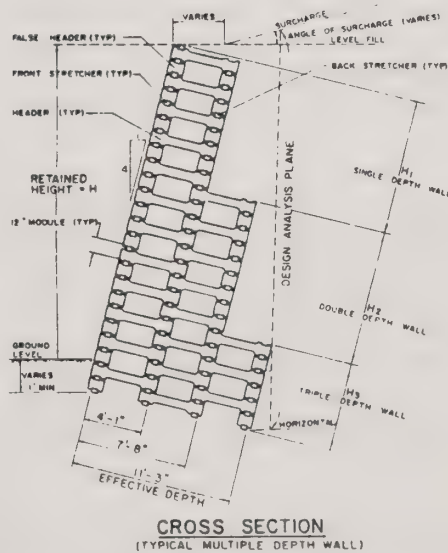 VARIES
SURCHARGE
ANGLE OF SURCHARGE (VARIES)
LEVEL FILL
FALSE HEADER (TYP)
BACK STRETCHER (TYP)
FRONT STRETCHER (TYP)
HEADER (TYP)
4
H1
SINGLE DEPTH WALL
RETAINED
HEIGHT = H
12" MODULE (TYP)
DESIGN ANALYSIS PLANE
H2
DOUBLE DEPTH WALL
GROUND
LEVEL
VARIES
1' MIN
H3
TRIPLE DEPTH WALL
HORIZONTAL
4'-1"
7'-8"
11'-3"
EFFECTIVE DEPTH
CROSS SECTION
(TYPICAL MULTIPLE DEPTH WALL)